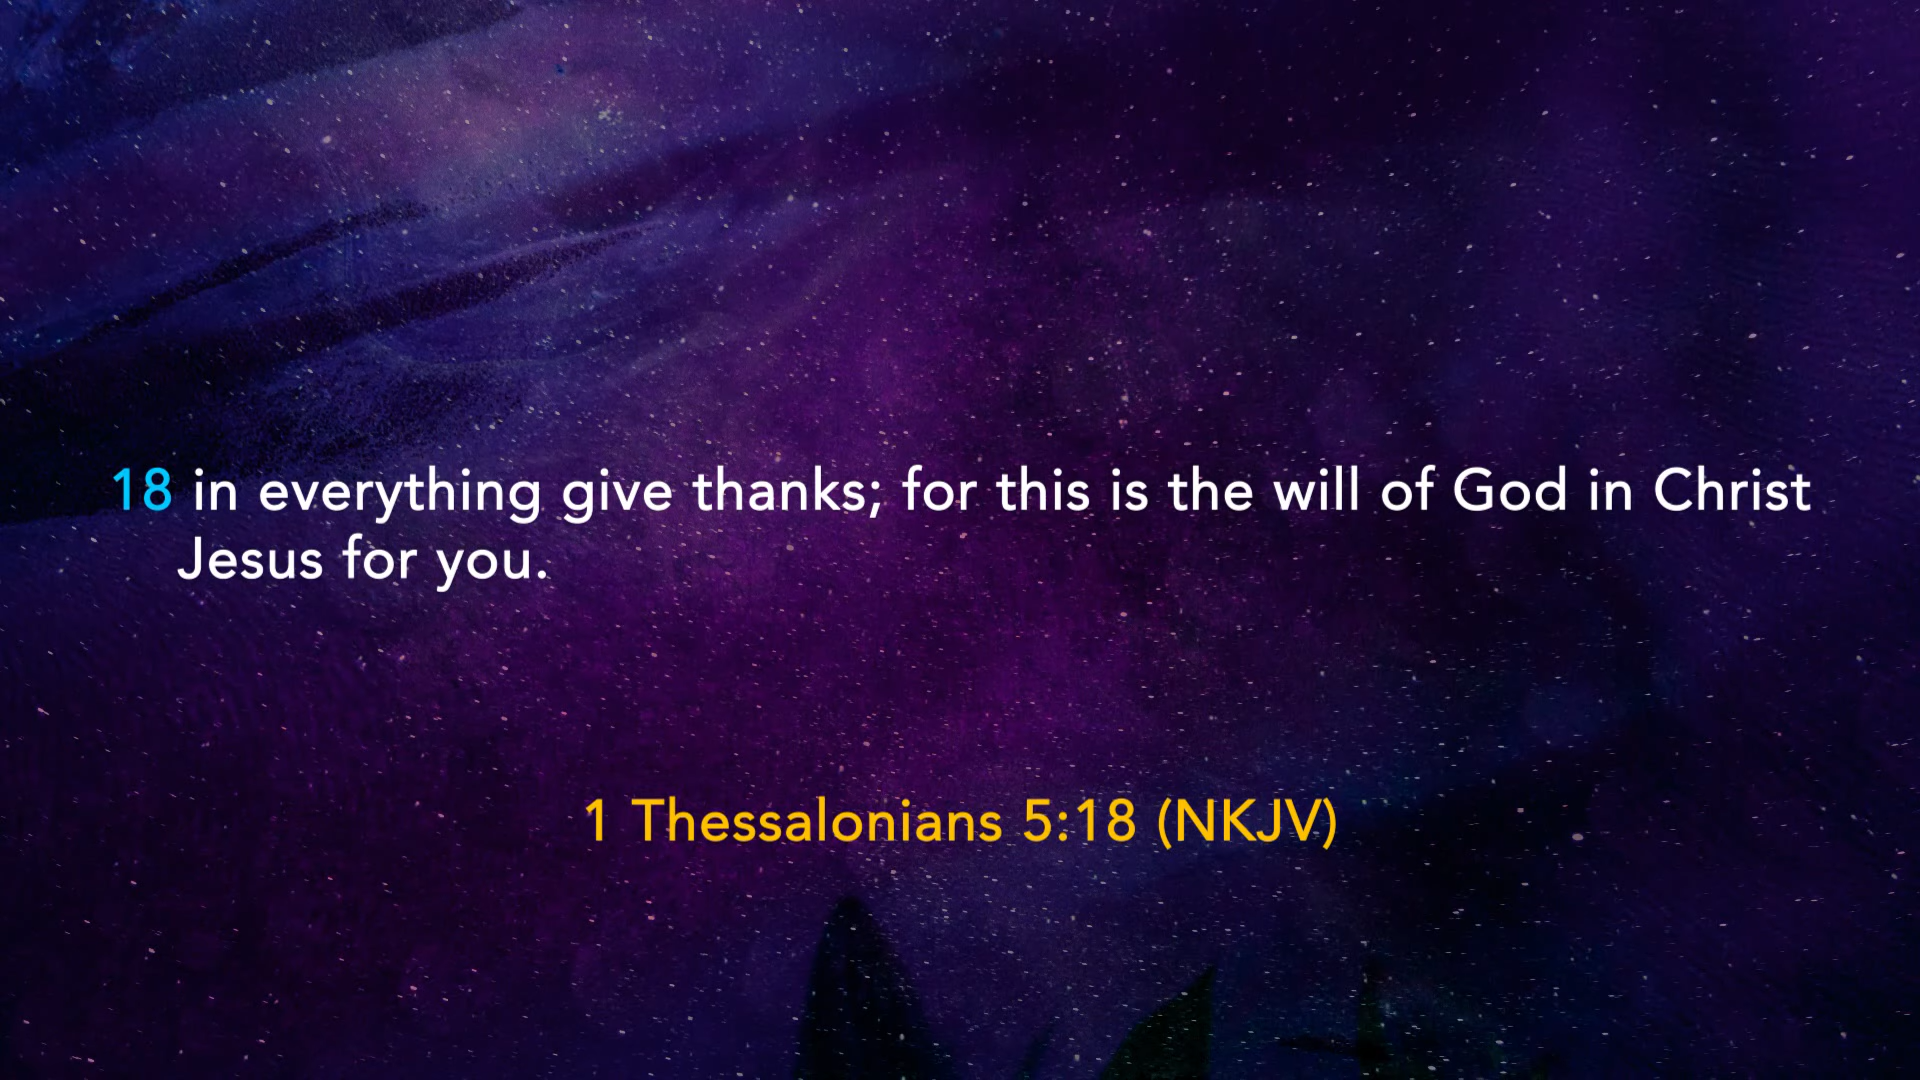 18 in everything give thanks; for this is the will of God in Christ
Jesus for you.
1 Thessalonians 5:18 (NKJV)